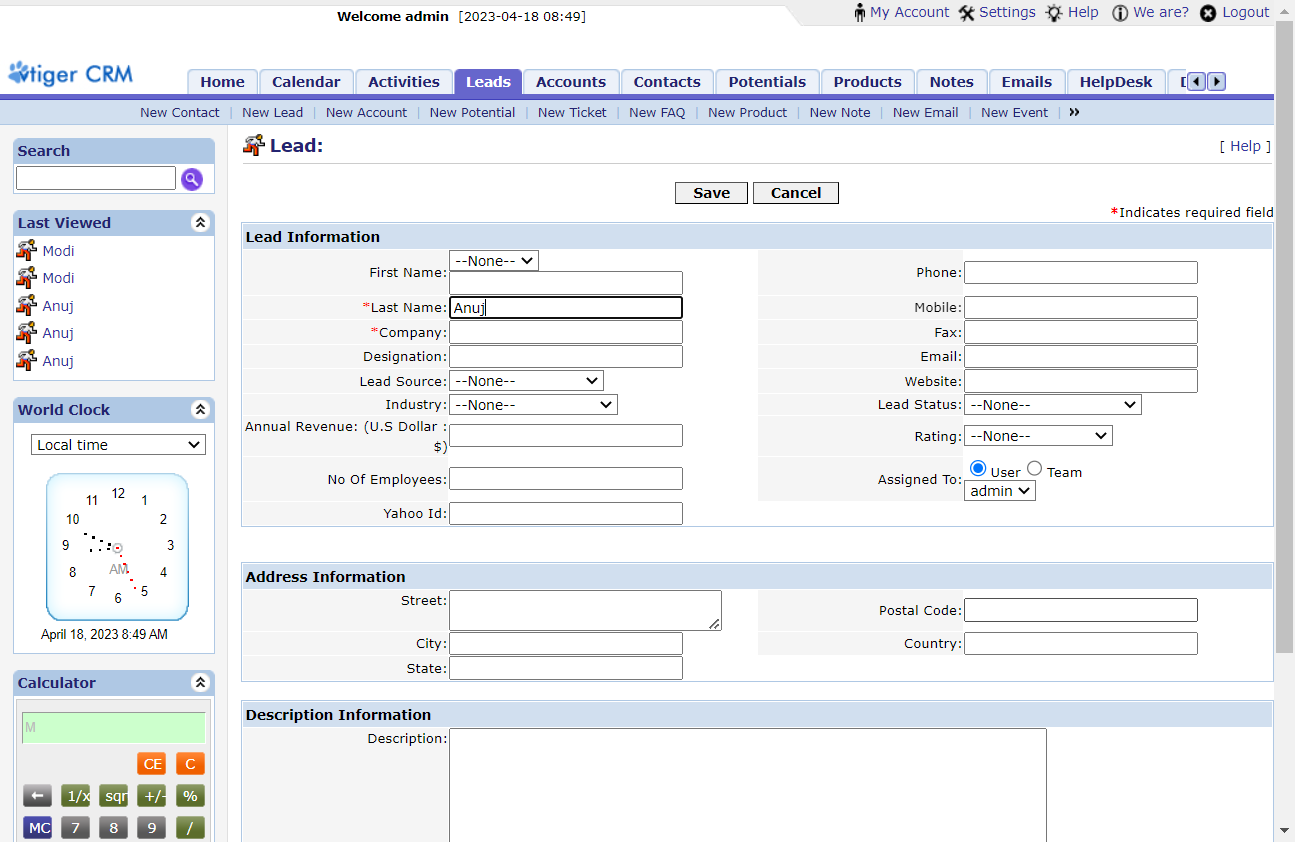 Welcome admin [2023-04-18 08:49]
My Account Settings Help We are? Logout
vtiger CRM
Home Calendar Activities Leads Accounts Contacts Potentials Products Notes Emails HelpDesk
New Contact | New Lead | New Account | New Potential | New Ticket | New FAQ | New Product | New Note | New Email | New Event | »
Search
Last Viewed
Modi
Modi
Anuj
Anuj
Anuj
World Clock
Local time
12
11 1
10 2
9 3
AM
8 4
7 5
6
April 18, 2023 8:49 AM
Calculator
M
CE C
← 1/x sqr +/- %
MC 7 8 9 /
Lead:
[ Help ]
Save Cancel
*Indicates required field
Lead Information
First Name: --None--
Phone:
*Last Name: Anuj
Mobile:
*Company:
Fax:
Designation:
Email:
Lead Source: --None--
Website:
Industry: --None--
Lead Status: --None--
Annual Revenue: (U.S Dollar :
$)
Rating: --None--
No Of Employees:
Assigned To: User Team
admin
Yahoo Id:
Address Information
Street:
Postal Code:
City:
Country:
State:
Description Information
Description: